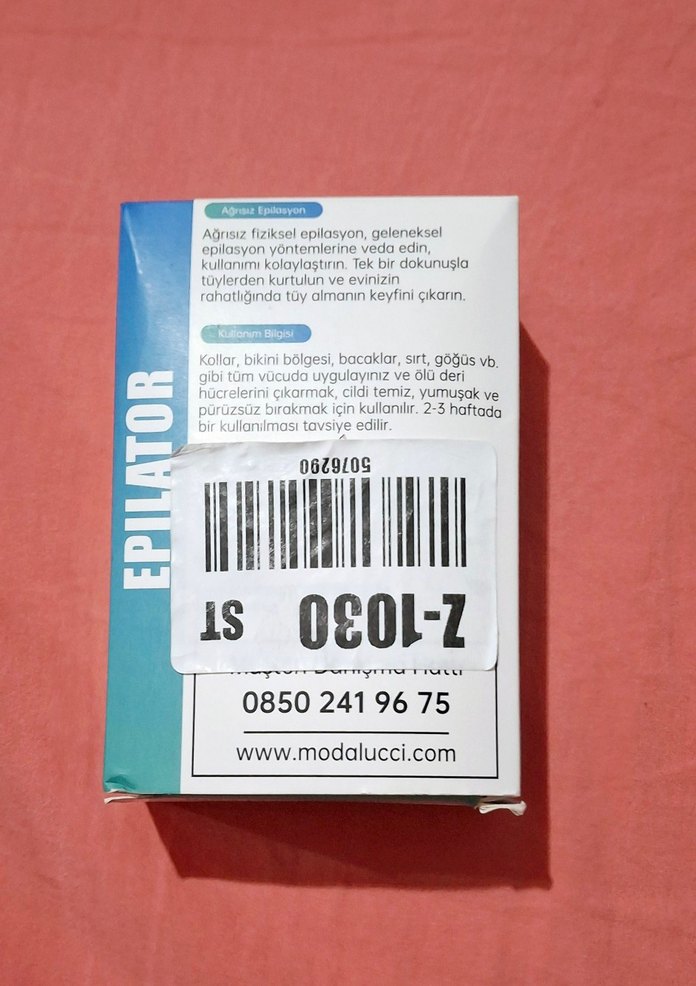 Ağrısız Epilasyon
Ağrısız fiziksel epilasyon, geleneksel
epilasyon yöntemlerine veda edin,
kullanımı kolaylaştırın. Tek bir dokunuşla
tüylerden kurtulun ve evinizin
rahatlığında tüy almanın keyfini çıkarın.
Kullanım Bilgisi
Kollar, bikini bölgesi, bacaklar, sırt, göğüs vb.
gibi tüm vücuda uygulayınız ve ölü deri
hücrelerini çıkarmak, cildi temiz, yumuşak ve
pürüzsüz bırakmak için kullanılır. 2-3 haftada
bir kullanılması tavsiye edilir.
EPILATOR
Z-1030 ST
5076290
Müşteri Danışma Hattı
0850 241 96 75
www.modalucci.com